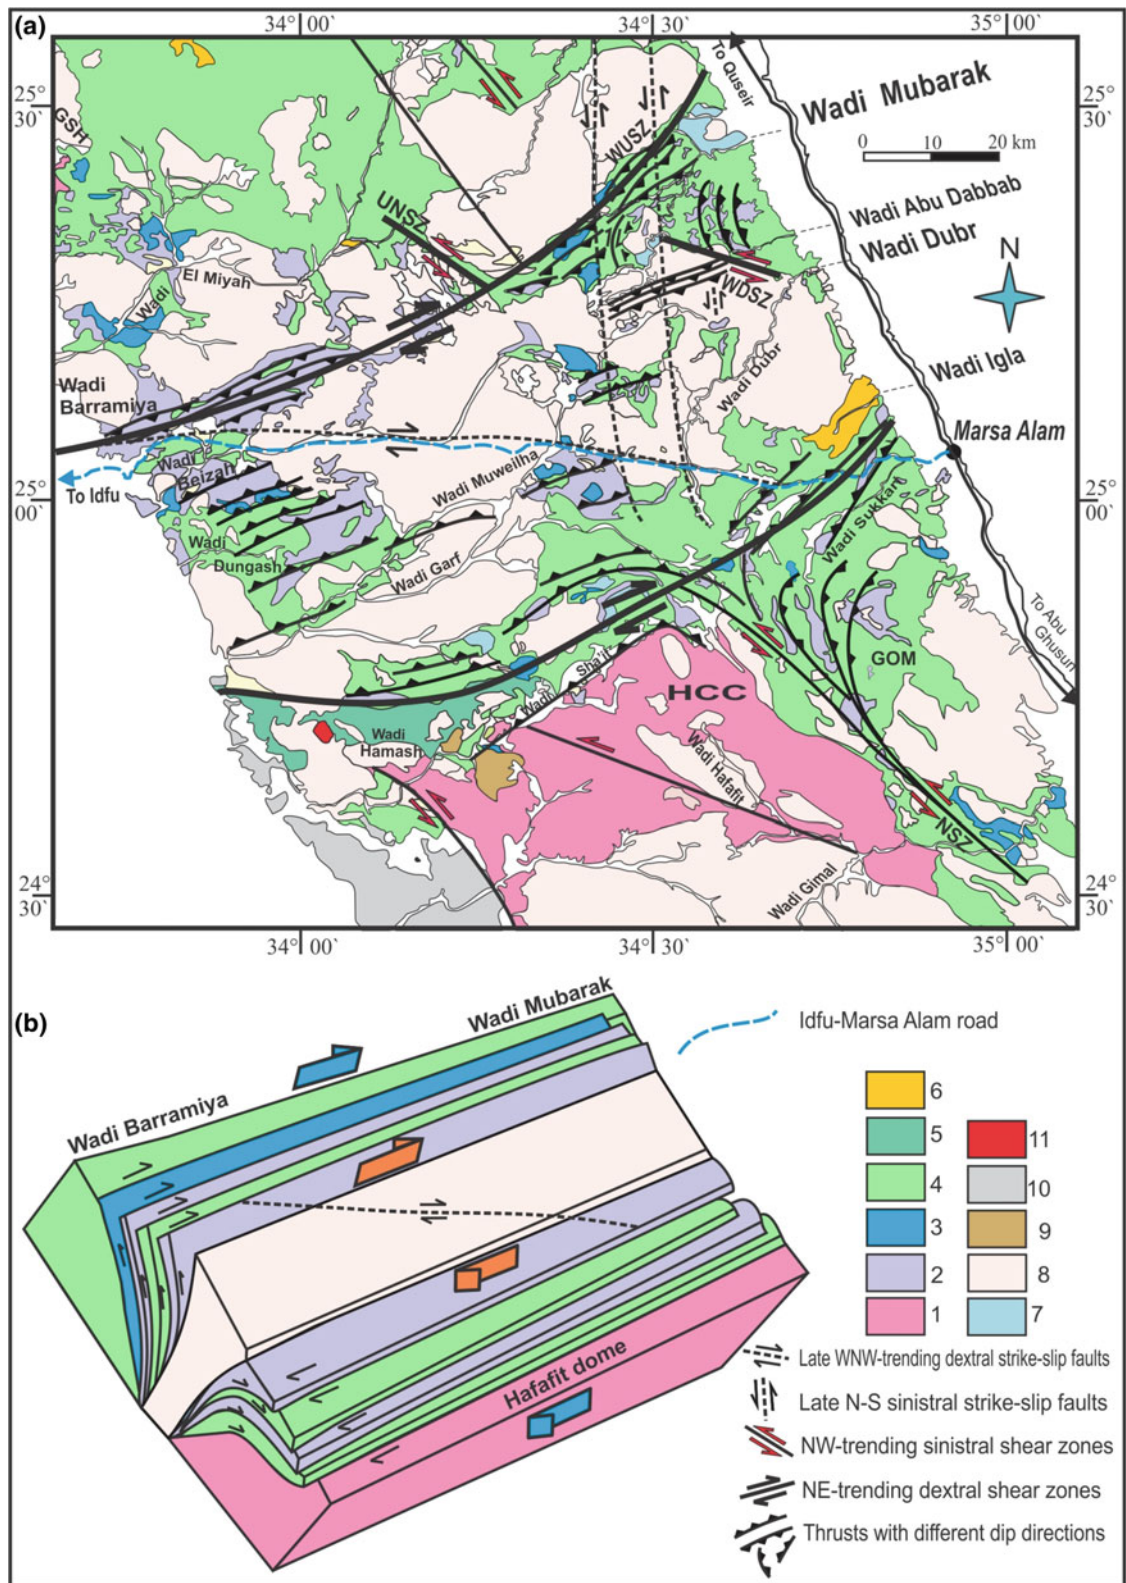 (a)
34° 00`
34° 30`
35° 00`
25°
30`
25°
30`
GSH
To Quseir
Wadi Mubarak
0 10 20 km
WUSZ
Wadi Abu Dabbab
UNSZ
Wadi Dubr
N
El Miyah
Wadi
WDSZ
Wadi Dubr
Wadi Igla
Wadi
Barramiya
Marsa Alam
Wadi
Beizah
To Idfu
Wadi Muweilha
25°
00`
25°
00`
Wadi Sukkari
Wadi
Dungash
Wadi Garf
To Abu
Ghusun
GOM
Wadi Sha'it
HCC
Wadi
Hamash
Wadi Hafafit
NSZ
Wadi Gimal
24°
30`
24°
30`
34° 00`
34° 30`
35° 00`
(b)
Wadi Mubarak
Idfu-Marsa Alam road
Wadi Barramiya
6
5
11
4
10
3
9
2
8
1
7
Hafafit dome
Late WNW-trending dextral strike-slip faults
Late N-S sinistral strike-slip faults
NW-trending sinistral shear zones
NE-trending dextral shear zones
Thrusts with different dip directions